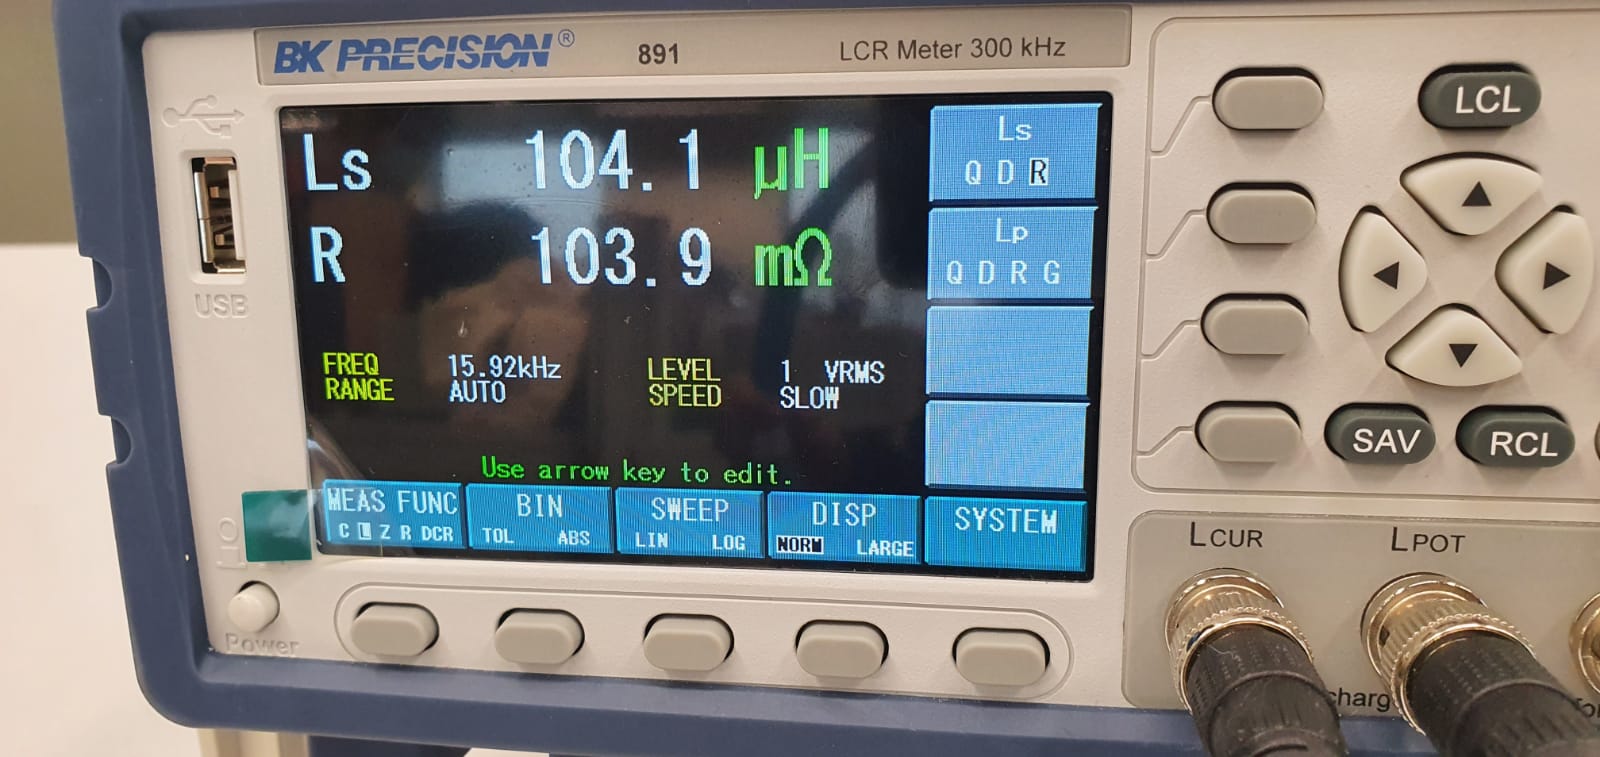 BK PRECISION® 891 LCR Meter 300 kHz
USB
Ls 104.1 µH
R 103.9 mΩ
FREQ 15.92kHz LEVEL 1 VRMS
RANGE AUTO SPEED SLOW
Use arrow key to edit.
Ls
Q D R
Lp
Q D R G
MEAS FUNC
C L Z R DCR
BIN
TOL ABS
SWEEP
LIN LOG
DISP
NORM LARGE
SYSTEM
Power
LCL
SAV RCL
LCUR LPOT